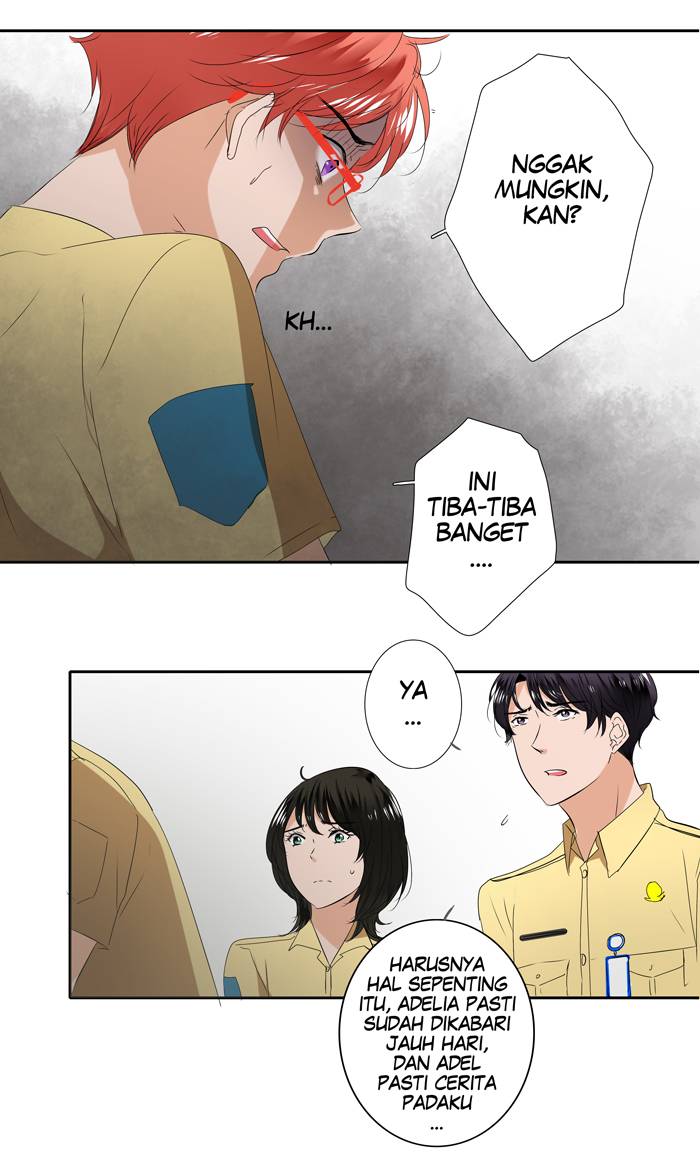 NGGAK
MUNGKIN,
KAN?
KH...
INI
TIBA-TIBA
BANGET
....
YA
...
HARUSNYA
HAL SEPENTING
ITU, ADELIA PASTI
SUDAH DIKABARI
JAUH HARI,
DAN ADEL
PASTI CERITA
PADAKU
...